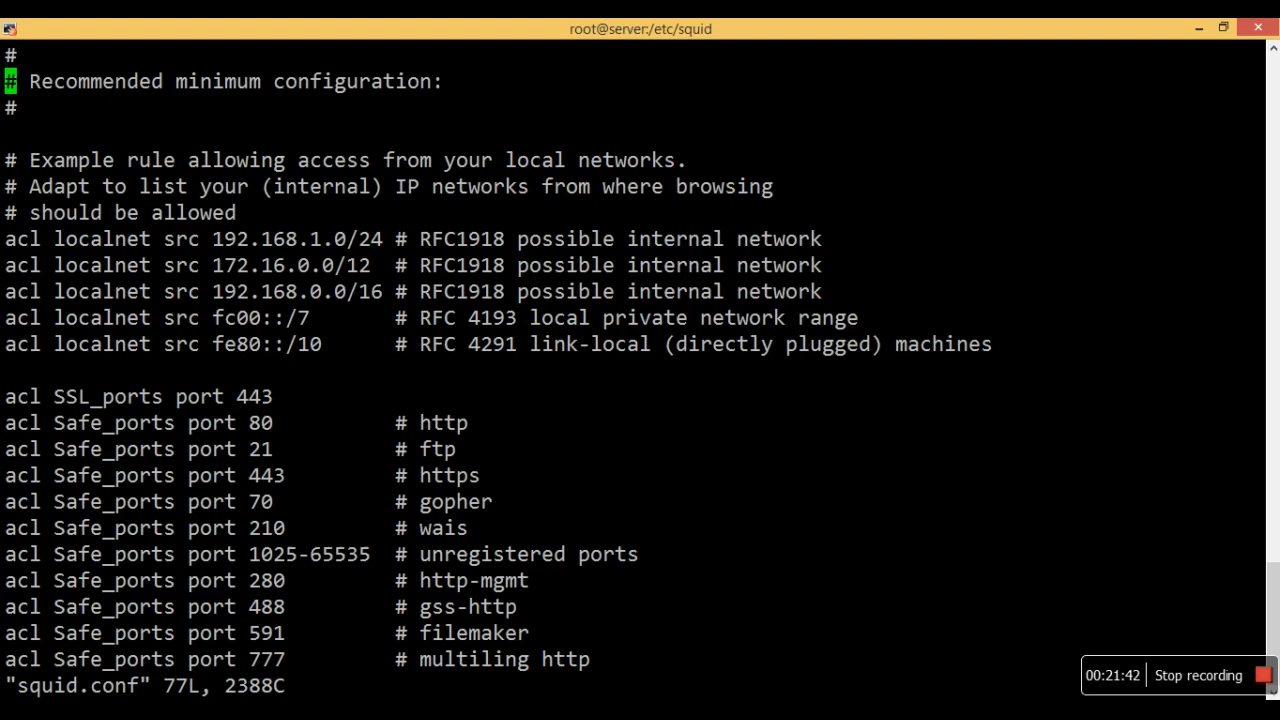 root@server:/etc/squid
#
# Recommended minimum configuration:
#
# Example rule allowing access from your local networks.
# Adapt to list your (internal) IP networks from where browsing
# should be allowed
acl localnet src 192.168.1.0/24 # RFC1918 possible internal network
acl localnet src 172.16.0.0/12  # RFC1918 possible internal network
acl localnet src 192.168.0.0/16 # RFC1918 possible internal network
acl localnet src fc00::/7       # RFC 4193 local private network range
acl localnet src fe80::/10      # RFC 4291 link-local (directly plugged) machines
acl SSL_ports port 443
acl Safe_ports port 80          # http
acl Safe_ports port 21          # ftp
acl Safe_ports port 443         # https
acl Safe_ports port 70          # gopher
acl Safe_ports port 210         # wais
acl Safe_ports port 1025-65535  # unregistered ports
acl Safe_ports port 280         # http-mgmt
acl Safe_ports port 488         # gss-http
acl Safe_ports port 591         # filemaker
acl Safe_ports port 777         # multiling http
"squid.conf" 77L, 2388C
00:21:42 Stop recording